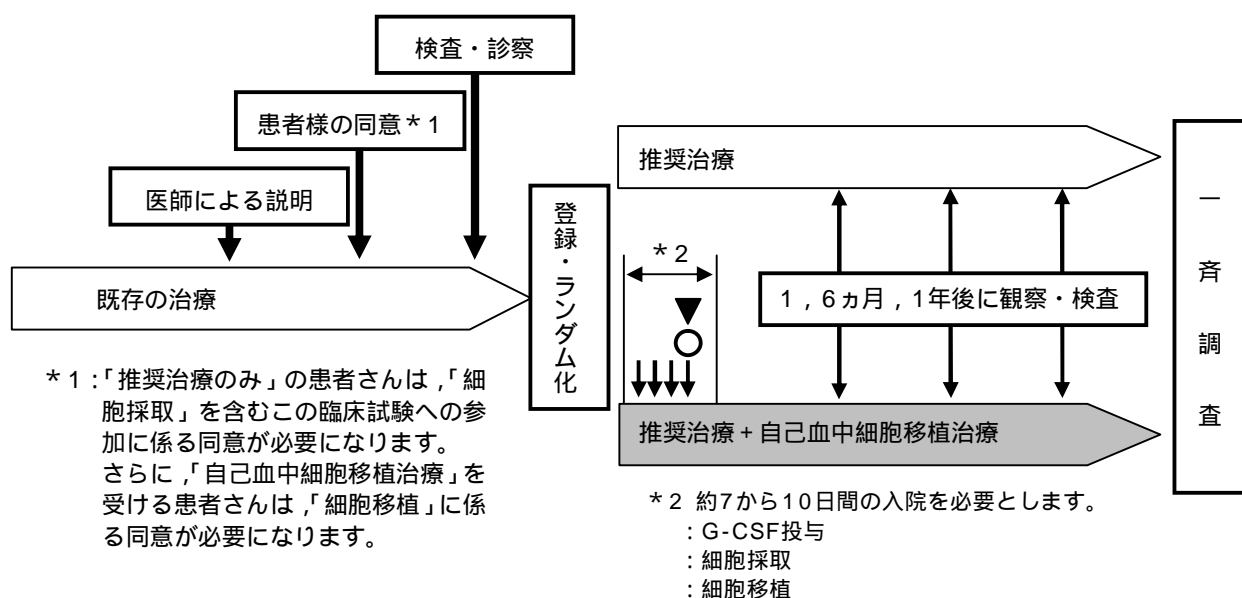 検査・診察
患者様の同意*1
医師による説明
既存の治療
登録・ランダム化
推奨治療
*2
1,6ヵ月,1年後に観察・検査
推奨治療+自己血中細胞移植治療
一斉調査
*1:「推奨治療のみ」の患者さんは,「細
胞採取」を含むこの臨床試験への参
加に係る同意が必要になります。
さらに,「自己血中細胞移植治療」を
受ける患者さんは,「細胞移植」に係
る同意が必要になります。
*2 約7から10日間の入院を必要とします。
:G-CSF投与
:細胞採取
:細胞移植